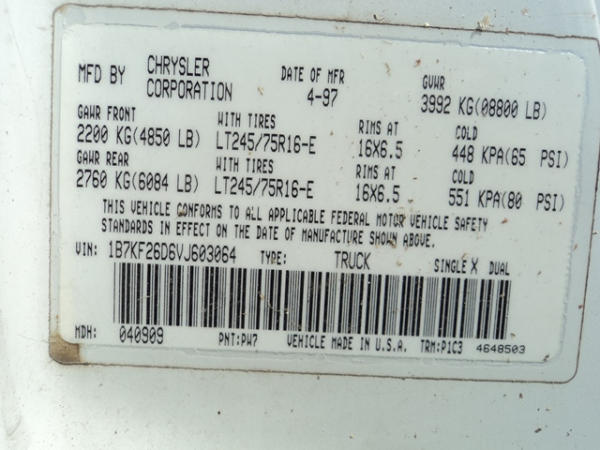 MFD BY CHRYSLER CORPORATION DATE OF MFR 4-97 GVWR 3992 KG(08800 LB)
GAWR FRONT WITH TIRES RIMS AT COLD
2200 KG(4850 LB) LT245/75R16-E 16X6.5 448 KPA(65 PSI)
GAWR REAR WITH TIRES RIMS AT COLD
2760 KG(6084 LB) LT245/75R16-E 16X6.5 551 KPA(80 PSI)
THIS VEHICLE CONFORMS TO ALL APPLICABLE FEDERAL MOTOR VEHICLE SAFETY
STANDARDS IN EFFECT ON THE DATE OF MANUFACTURE SHOWN ABOVE.
VIN: 1B7KF26D6VJ603064 TYPE: TRUCK SINGLE X DUAL
MDH: 040909 PNT:PW7 VEHICLE MADE IN U.S.A. TRM:P1C3 4648503